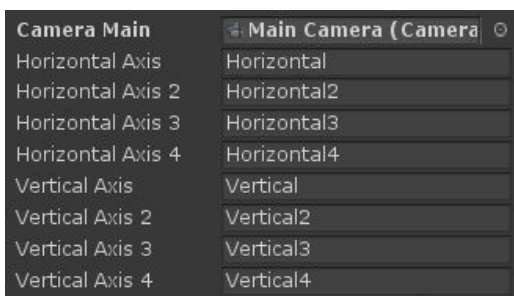 Camera Main Main Camera (Camera
Horizontal Axis Horizontal
Horizontal Axis 2 Horizontal2
Horizontal Axis 3 Horizontal3
Horizontal Axis 4 Horizontal4
Vertical Axis Vertical
Vertical Axis 2 Vertical2
Vertical Axis 3 Vertical3
Vertical Axis 4 Vertical4